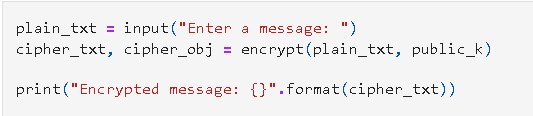 plain_txt = input("Enter a message: ")
cipher_txt, cipher_obj = encrypt(plain_txt, public_k)
print("Encrypted message: {}".format(cipher_txt))